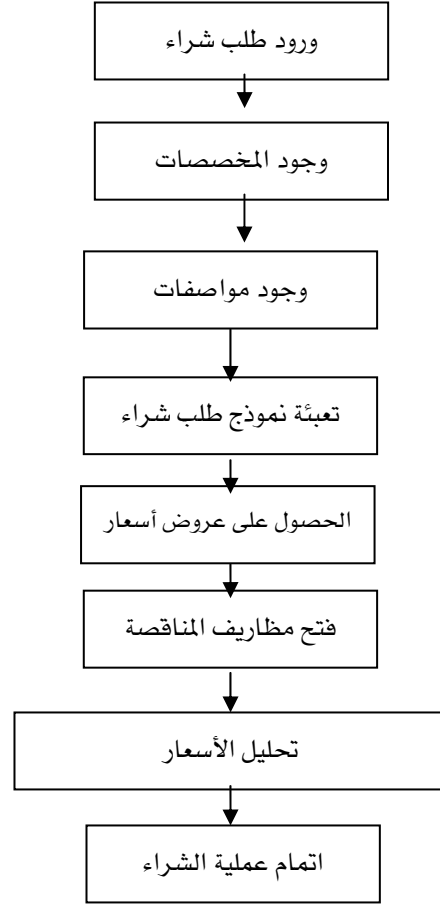 ورود طلب شراء
وجود المخصصات
وجود مواصفات
تعبئة نموذج طلب شراء
الحصول على عروض أسعار
فتح مظاريف المناقصة
تحليل الأسعار
اتمام عملية الشراء